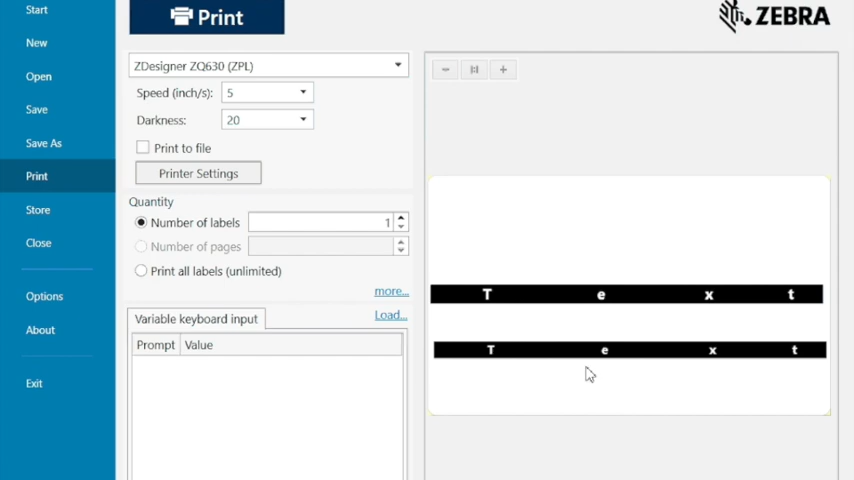 Start
New
Open
Save
Save As
Print
Store
Close
Options
About
Exit
Print
ZDesigner ZQ630 (ZPL)
Speed (inch/s): 5
Darkness: 20
Print to file
Printer Settings
Quantity
Number of labels 1
Number of pages
Print all labels (unlimited)
more...
Variable keyboard input Load...
Prompt Value
ZEBRA
T e x t
T e x t